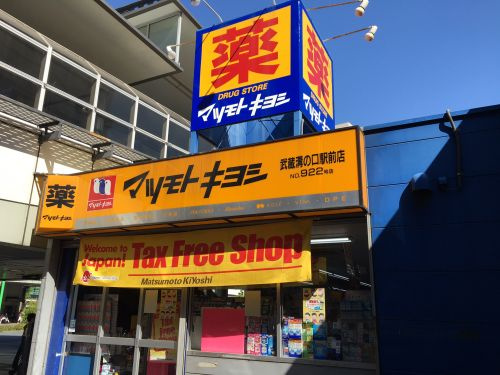 薬
DRUG STORE
マツモトキヨシ
薬
薬
マツモトキヨシ
マツモトキヨシ
武蔵溝の口駅前店
NO.922号店
Welcome to
Japan!
Tax Free Shop
Matsumoto KiYoshi